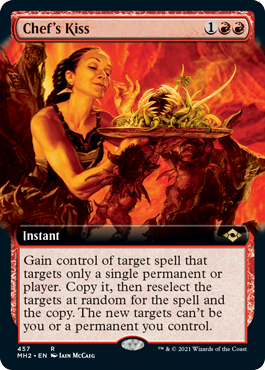 Chef's Kiss 1
Instant
Gain control of target spell that
targets only a single permanent or
player. Copy it, then reselect the
targets at random for the spell and
the copy. The new targets can't be
you or a permanent you control.
457 R
MH2 • EN Iain McCaig ™ & © 2021 Wizards of the Coast